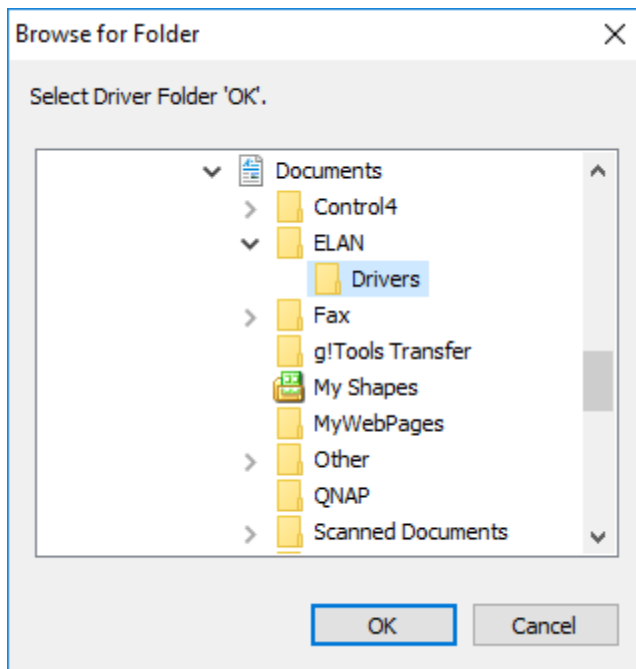 Browse for Folder
Select Driver Folder 'OK'.
Documents
Control4
ELAN
Drivers
Fax
g!Tools Transfer
My Shapes
MyWebPages
Other
QNAP
Scanned Documents
OK Cancel